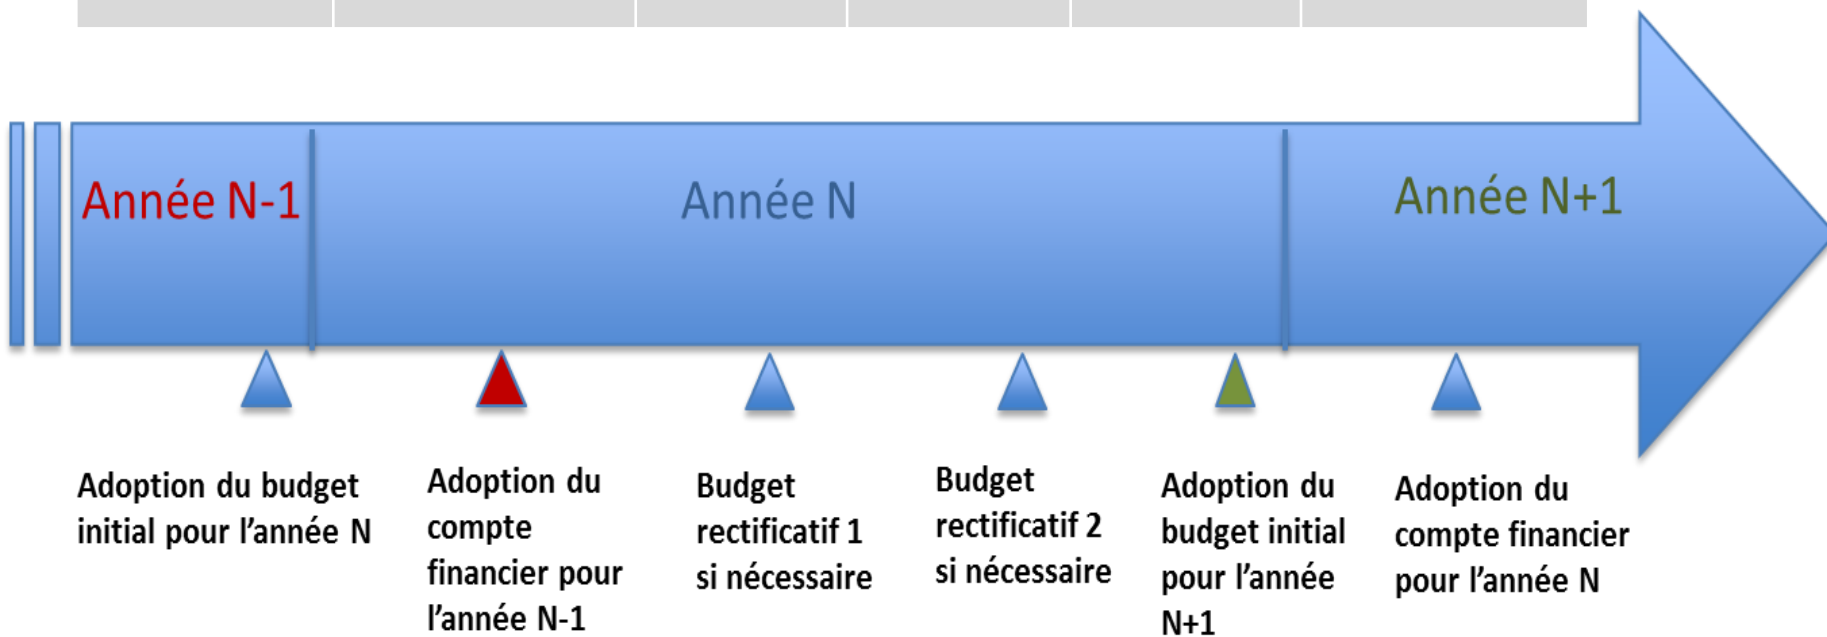 Année N-1
Année N
Année N+1
Adoption du budget
initial pour l’année N
Adoption du
compte
financier pour
l’année N-1
Budget
rectificatif 1
si nécessaire
Budget
rectificatif 2
si nécessaire
Adoption du
budget initial
pour l’année
N+1
Adoption du
compte financier
pour l’année N